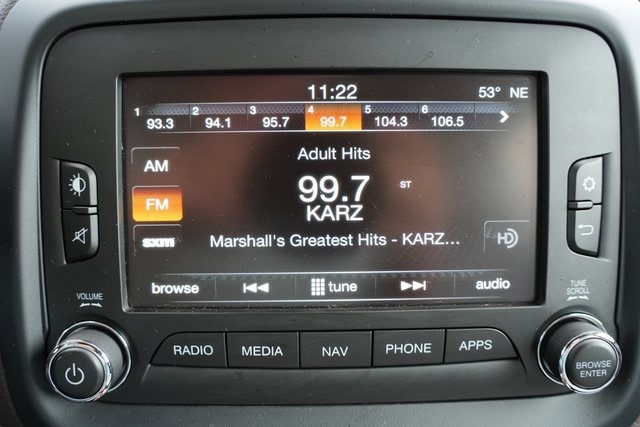 11:22
53° NE
1 93.3 2 94.1 3 95.7 4 99.7 5 104.3 6 106.5
AM
FM
sxm
Adult Hits
99.7 ST
KARZ
Marshall's Greatest Hits - KARZ...
HD
browse tune audio
VOLUME
TUNE
SCROLL
RADIO MEDIA NAV PHONE APPS
BROWSE
ENTER